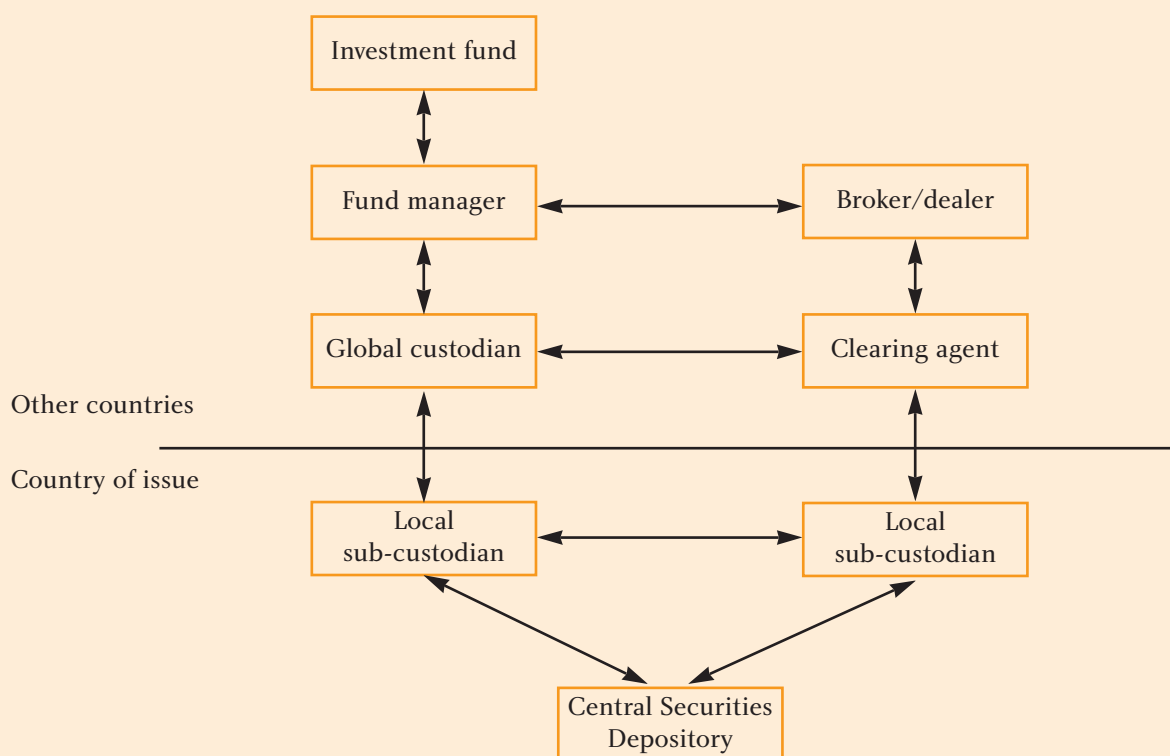 Investment fund
Fund manager
Broker/dealer
Global custodian
Clearing agent
Other countries
Country of issue
Local
sub-custodian
Local
sub-custodian
Central Securities
Depository